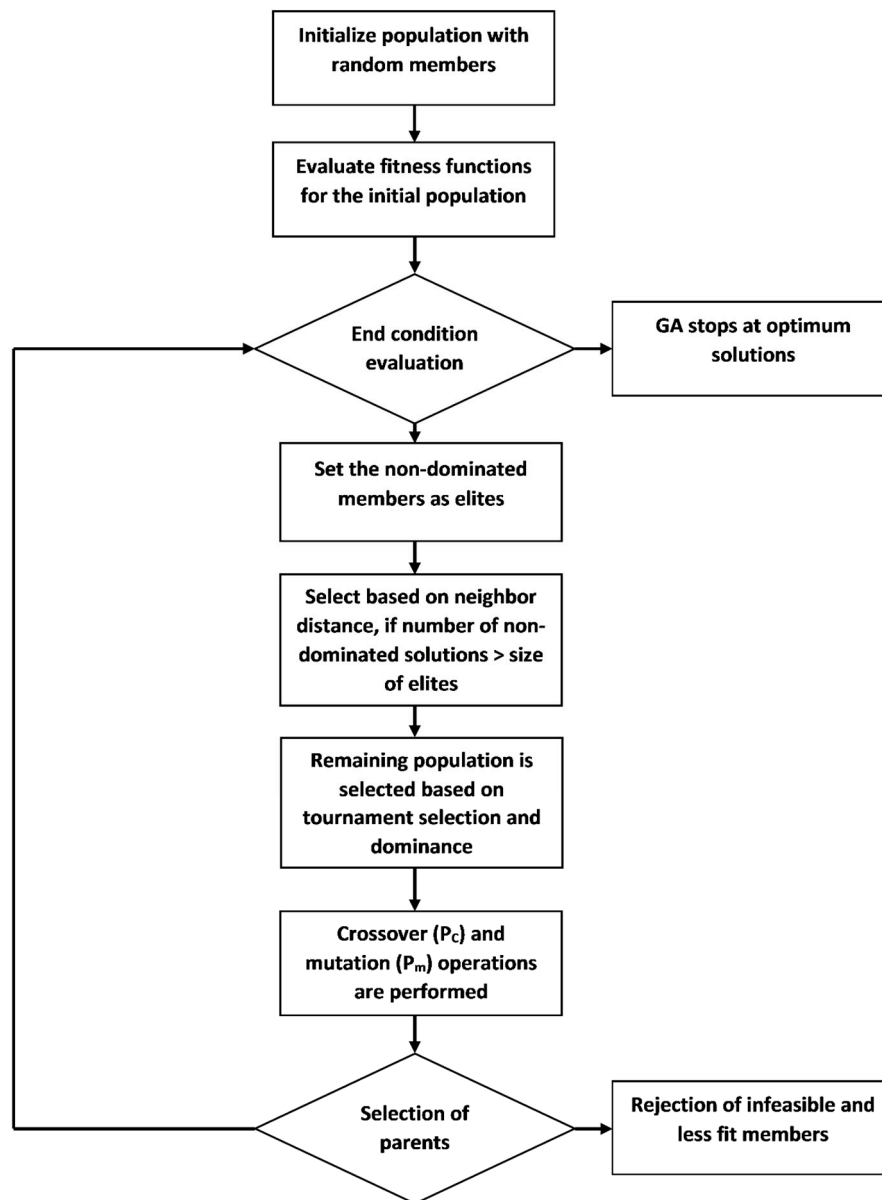 Initialize population with
random members
Evaluate fitness functions
for the initial population
End condition
evaluation
GA stops at optimum
solutions
Set the non-dominated
members as elites
Select based on neighbor
distance, if number of non-
dominated solutions > size
of elites
Remaining population is
selected based on
tournament selection and
dominance
Crossover (Pc) and
mutation (Pm) operations
are performed
Selection of
parents
Rejection of infeasible and
less fit members